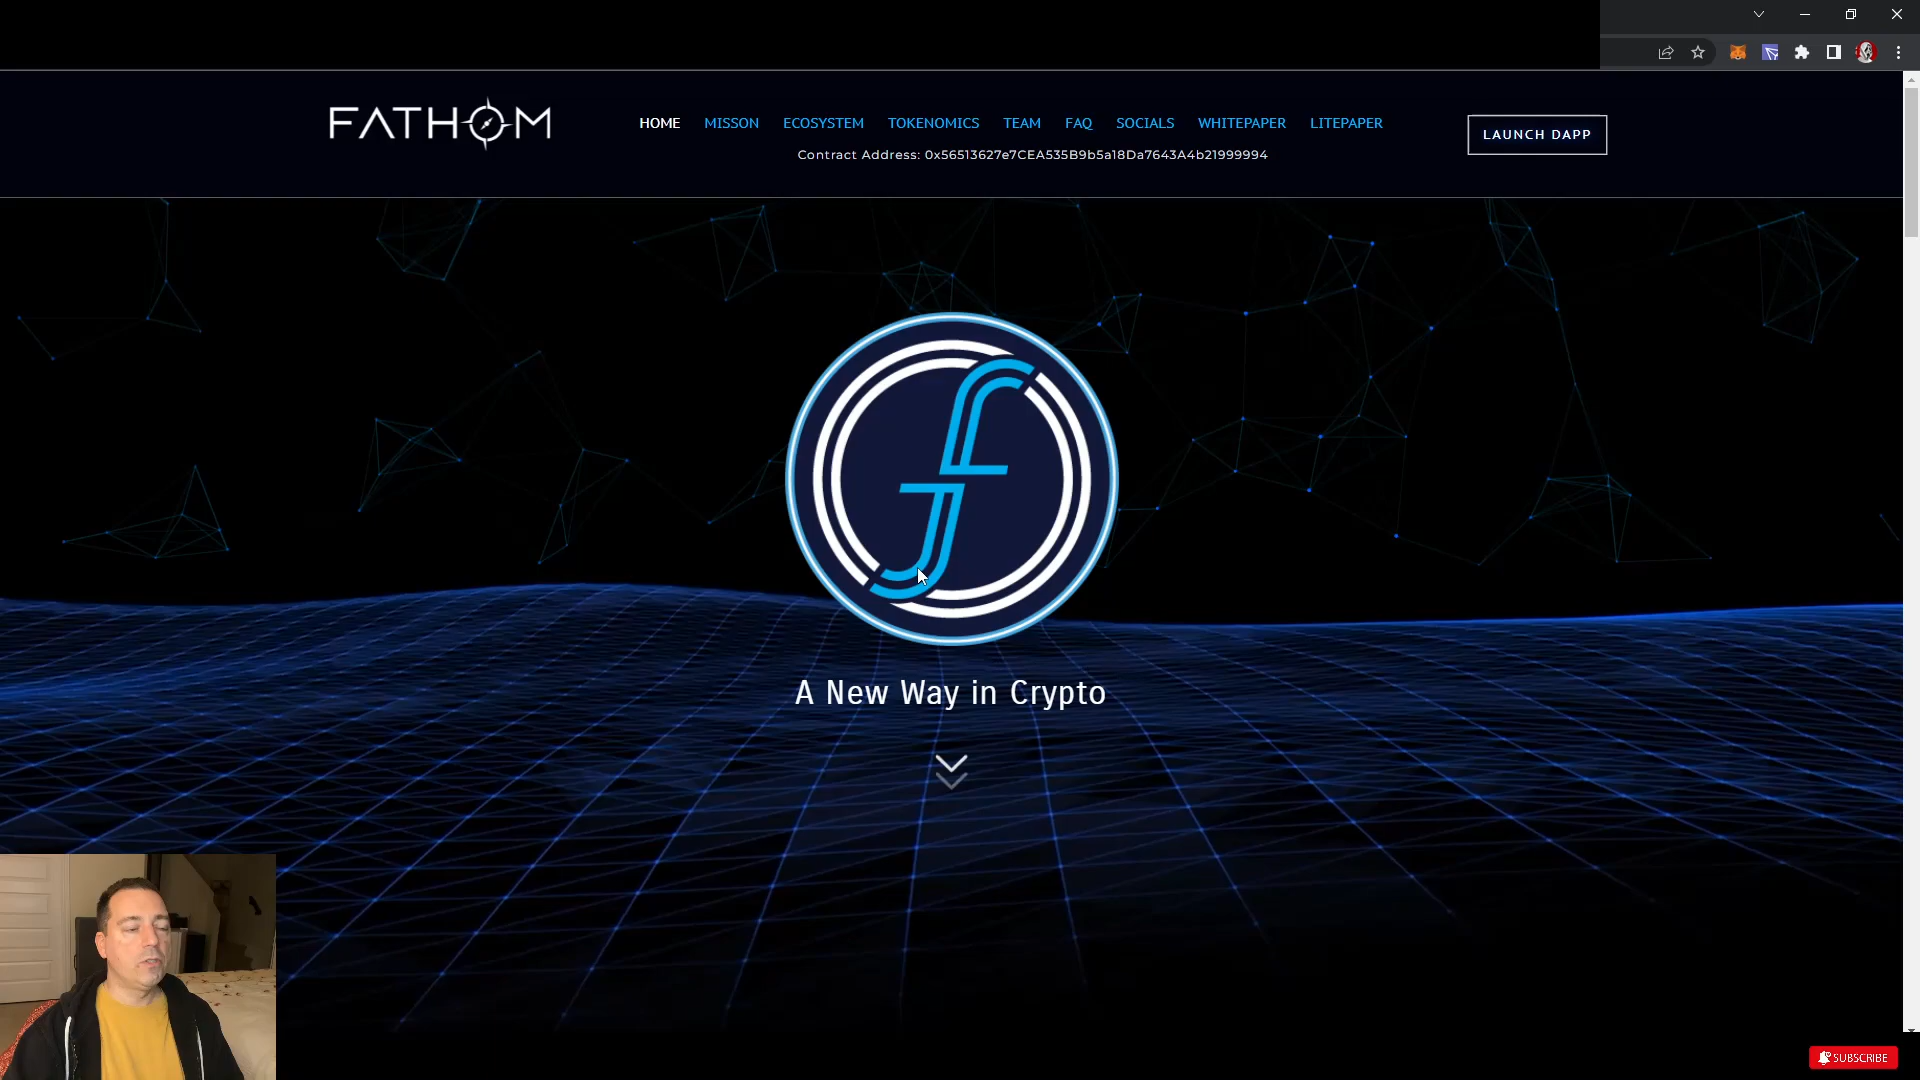 FATHOM
HOME MISSON ECOSYSTEM TOKENOMICS TEAM FAQ SOCIALS WHITEPAPER LITEPAPER
Contract Address: 0x56513627e7CEA535B9b5a18Da7643A4b21999994
LAUNCH DAPP
A New Way in Crypto
SUBSCRIBE